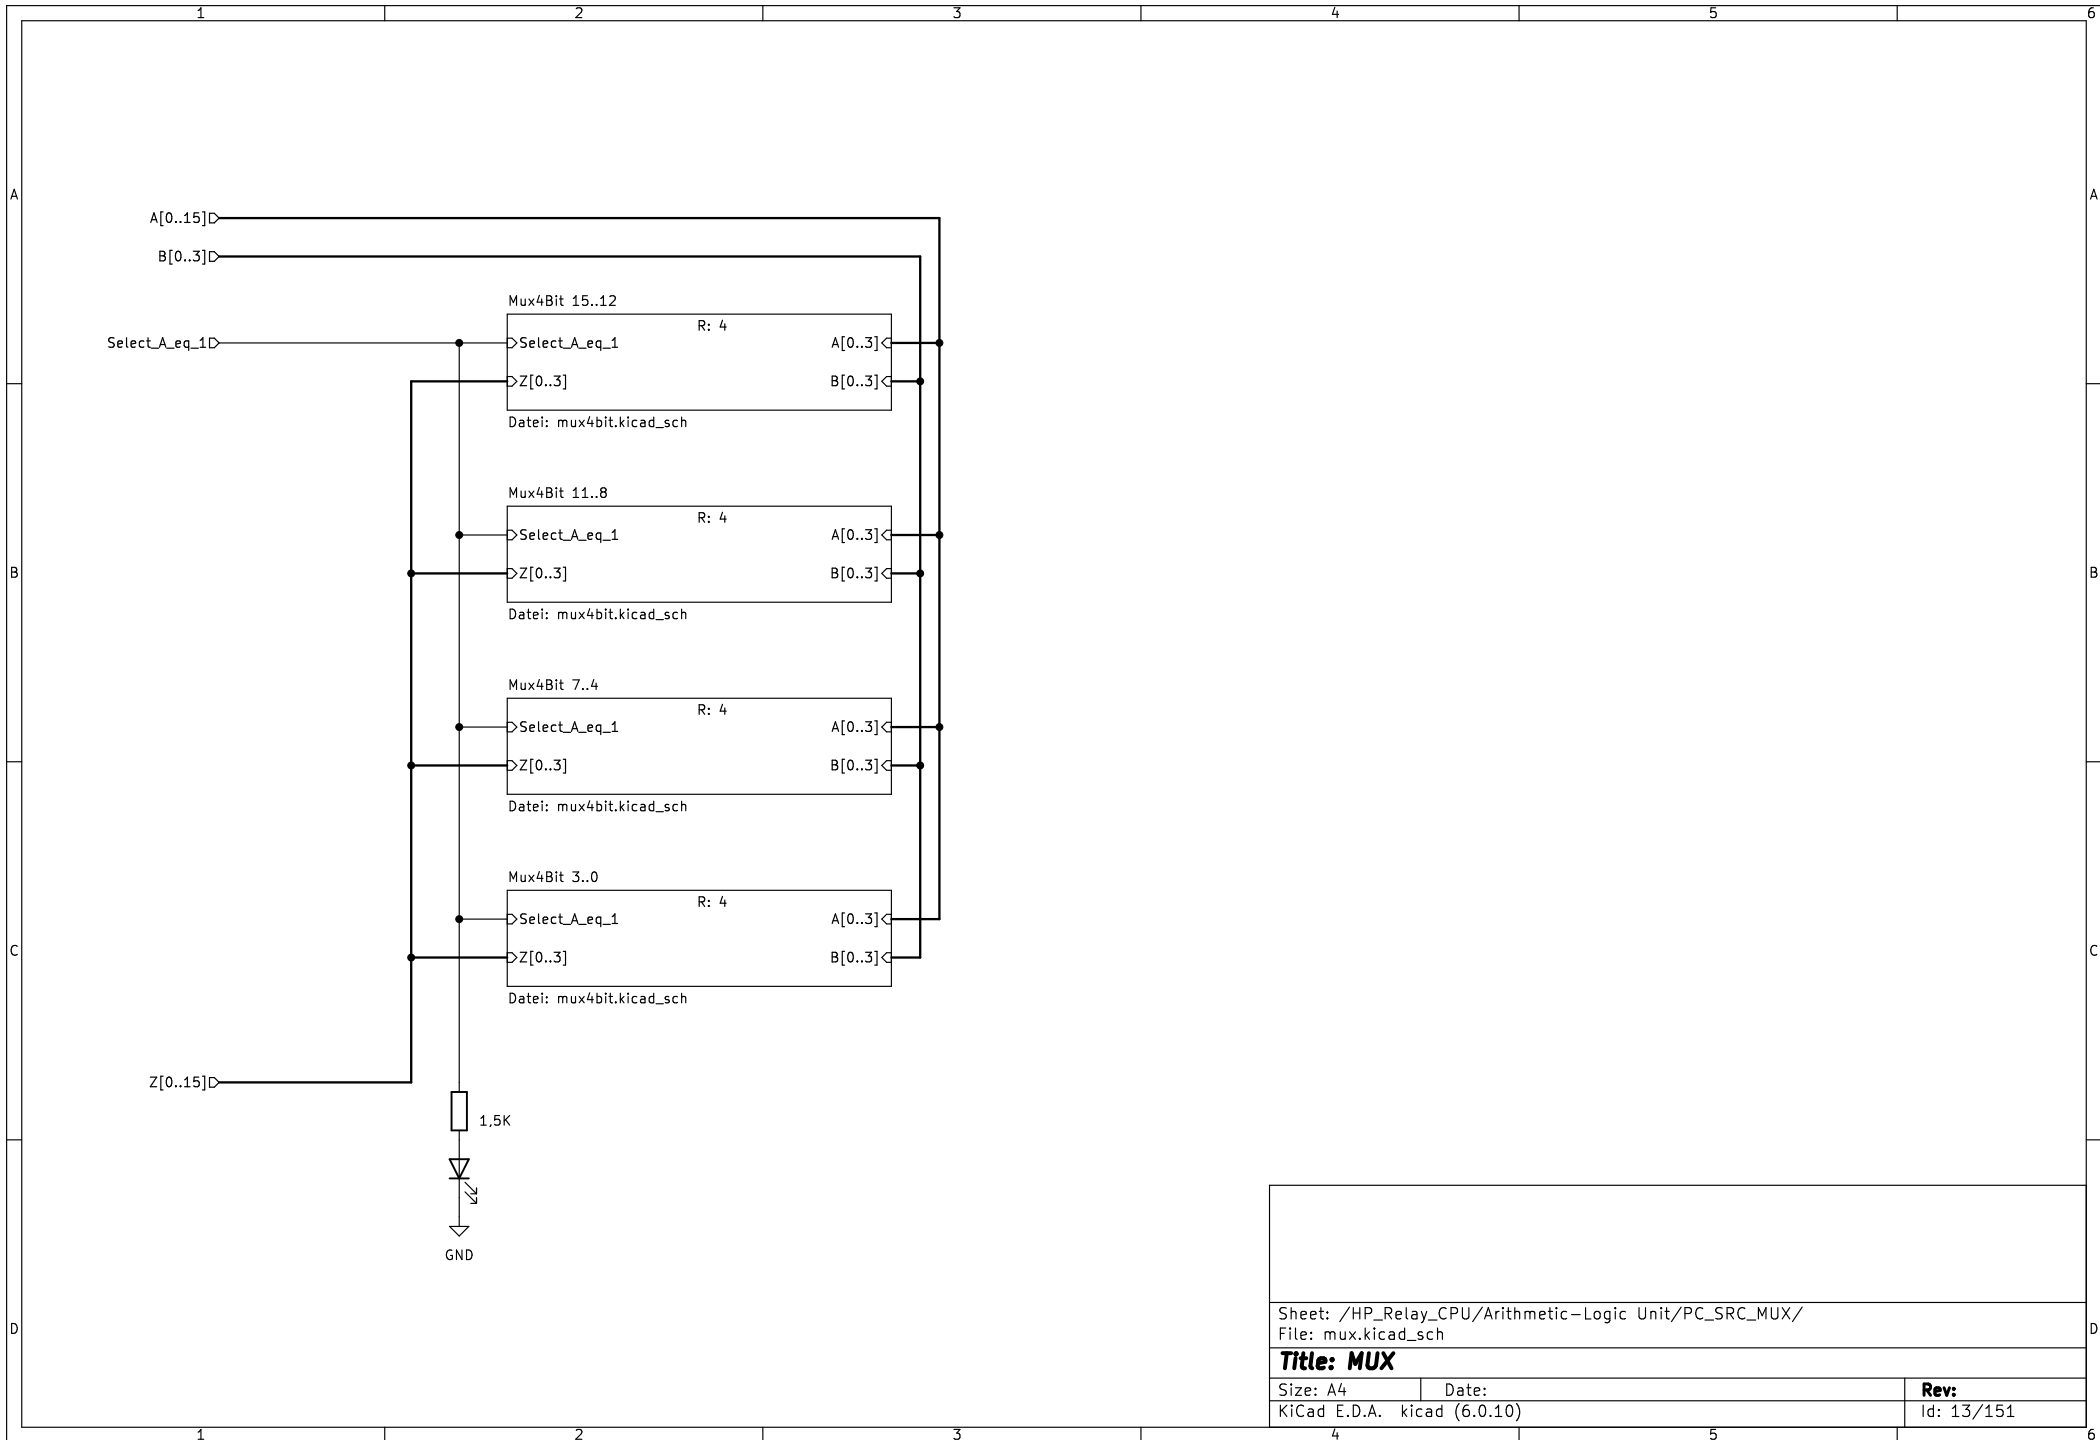 1 2 3 4 5 6
A A
A[0..15]
B[0..3]
Mux4Bit 15..12
R: 4
Select_A_eq_1 Select_A_eq_1 A[0..3]
Z[0..3] B[0..3]
Datei: mux4bit.kicad_sch
Mux4Bit 11..8
R: 4
Select_A_eq_1 A[0..3]
B Z[0..3] B[0..3] B
Datei: mux4bit.kicad_sch
Mux4Bit 7..4
R: 4
Select_A_eq_1 A[0..3]
Z[0..3] B[0..3]
Datei: mux4bit.kicad_sch
Mux4Bit 3..0
R: 4
Select_A_eq_1 A[0..3]
C Z[0..3] B[0..3] C
Datei: mux4bit.kicad_sch
Z[0..15]
1,5K
GND
Sheet: /HP_Relay_CPU/Arithmetic-Logic Unit/PC_SRC_MUX/
D File: mux.kicad_sch D
Title: MUX
Size: A4 Date: Rev:
KiCad E.D.A. kicad (6.0.10) Id: 13/151
1 2 3 4 5 6